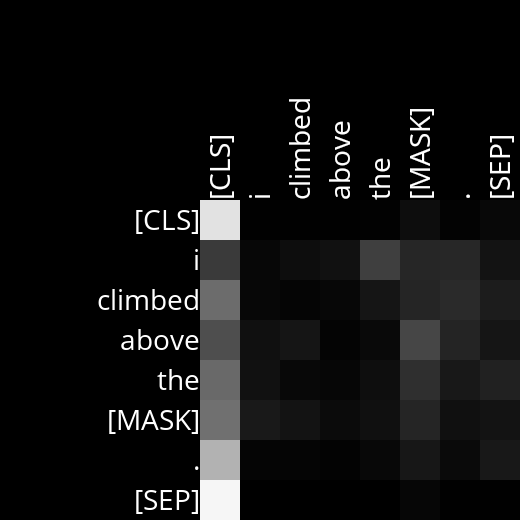 [CLS] i climbed above the [MASK] . [SEP]
[CLS]
i
climbed
above
the
[MASK]
.
[SEP]